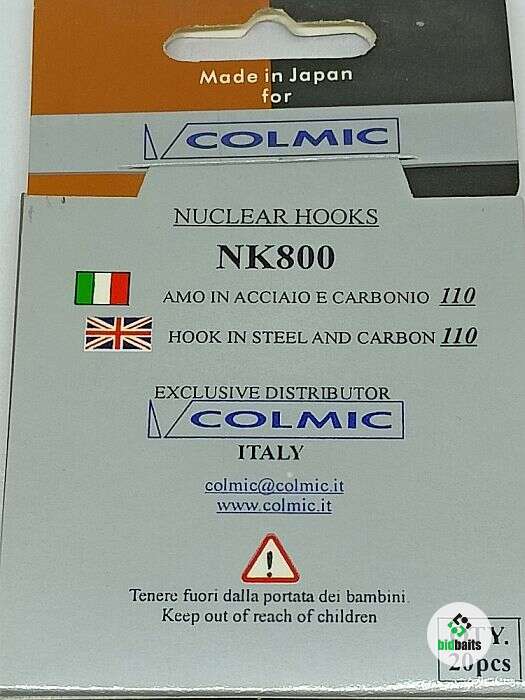 Made in Japan
for
COLMIC
NUCLEAR HOOKS
NK800
AMO IN ACCIAIO E CARBONIO 110
HOOK IN STEEL AND CARBON 110
EXCLUSIVE DISTRIBUTOR
COLMIC
ITALY
colmic@colmic.it
www.colmic.it
Tenere fuori dalla portata dei bambini.
Keep out of reach of children
bidbaits
20pcs